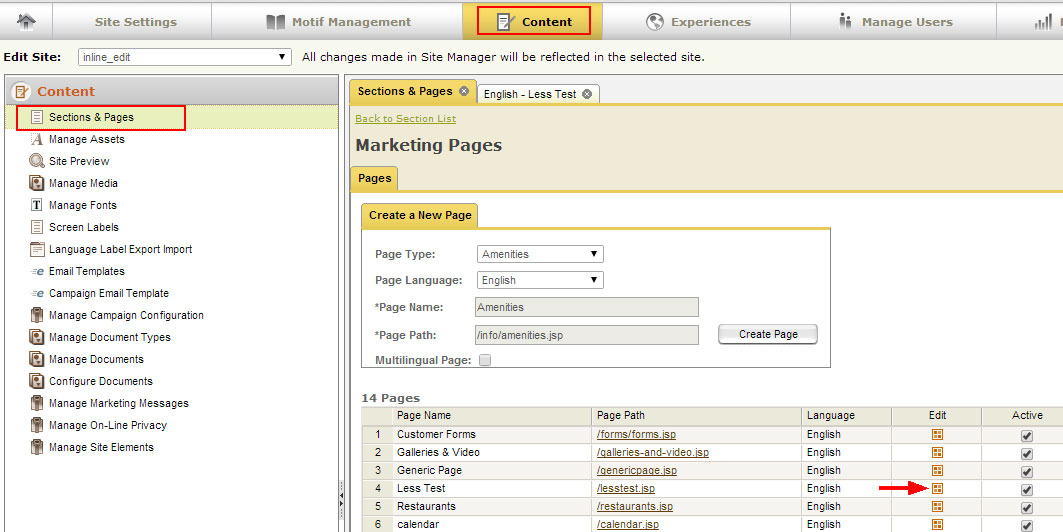 Site Settings Motif Management Content Experiences Manage Users
Edit Site: inline_edit All changes made in Site Manager will be reflected in the selected site.
Content
Sections & Pages
Manage Assets
Site Preview
Manage Media
Manage Fonts
Screen Labels
Language Label Export Import
Email Templates
Campaign Email Template
Manage Campaign Configuration
Manage Document Types
Manage Documents
Configure Documents
Manage Marketing Messages
Manage On-Line Privacy
Manage Site Elements
Sections & Pages English - Less Test
Back to Section List
Marketing Pages
Pages
Create a New Page
Page Type: Amenities
Page Language: English
*Page Name: Amenities
*Page Path: /info/amenities.jsp Create Page
Multilingual Page:
14 Pages
Page Name Page Path Language Edit Active
1 Customer Forms /forms/forms.jsp English
2 Galleries & Video /galleries-and-video.jsp English
3 Generic Page /genericpage.jsp English
4 Less Test /lesstest.jsp English
5 Restaurants /restaurants.jsp English
6 calendar /calendar.jsp English